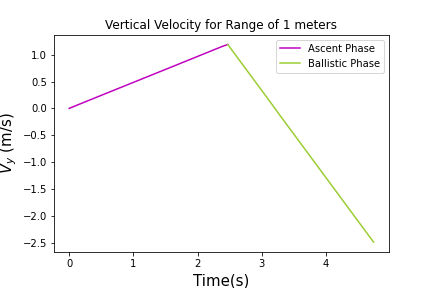 Vertical Velocity for Range of 1 meters
Ascent Phase
Ballistic Phase
V_y (m/s)
1.0
0.5
0.0
−0.5
−1.0
−1.5
−2.0
−2.5
0 1 2 3 4
Time(s)